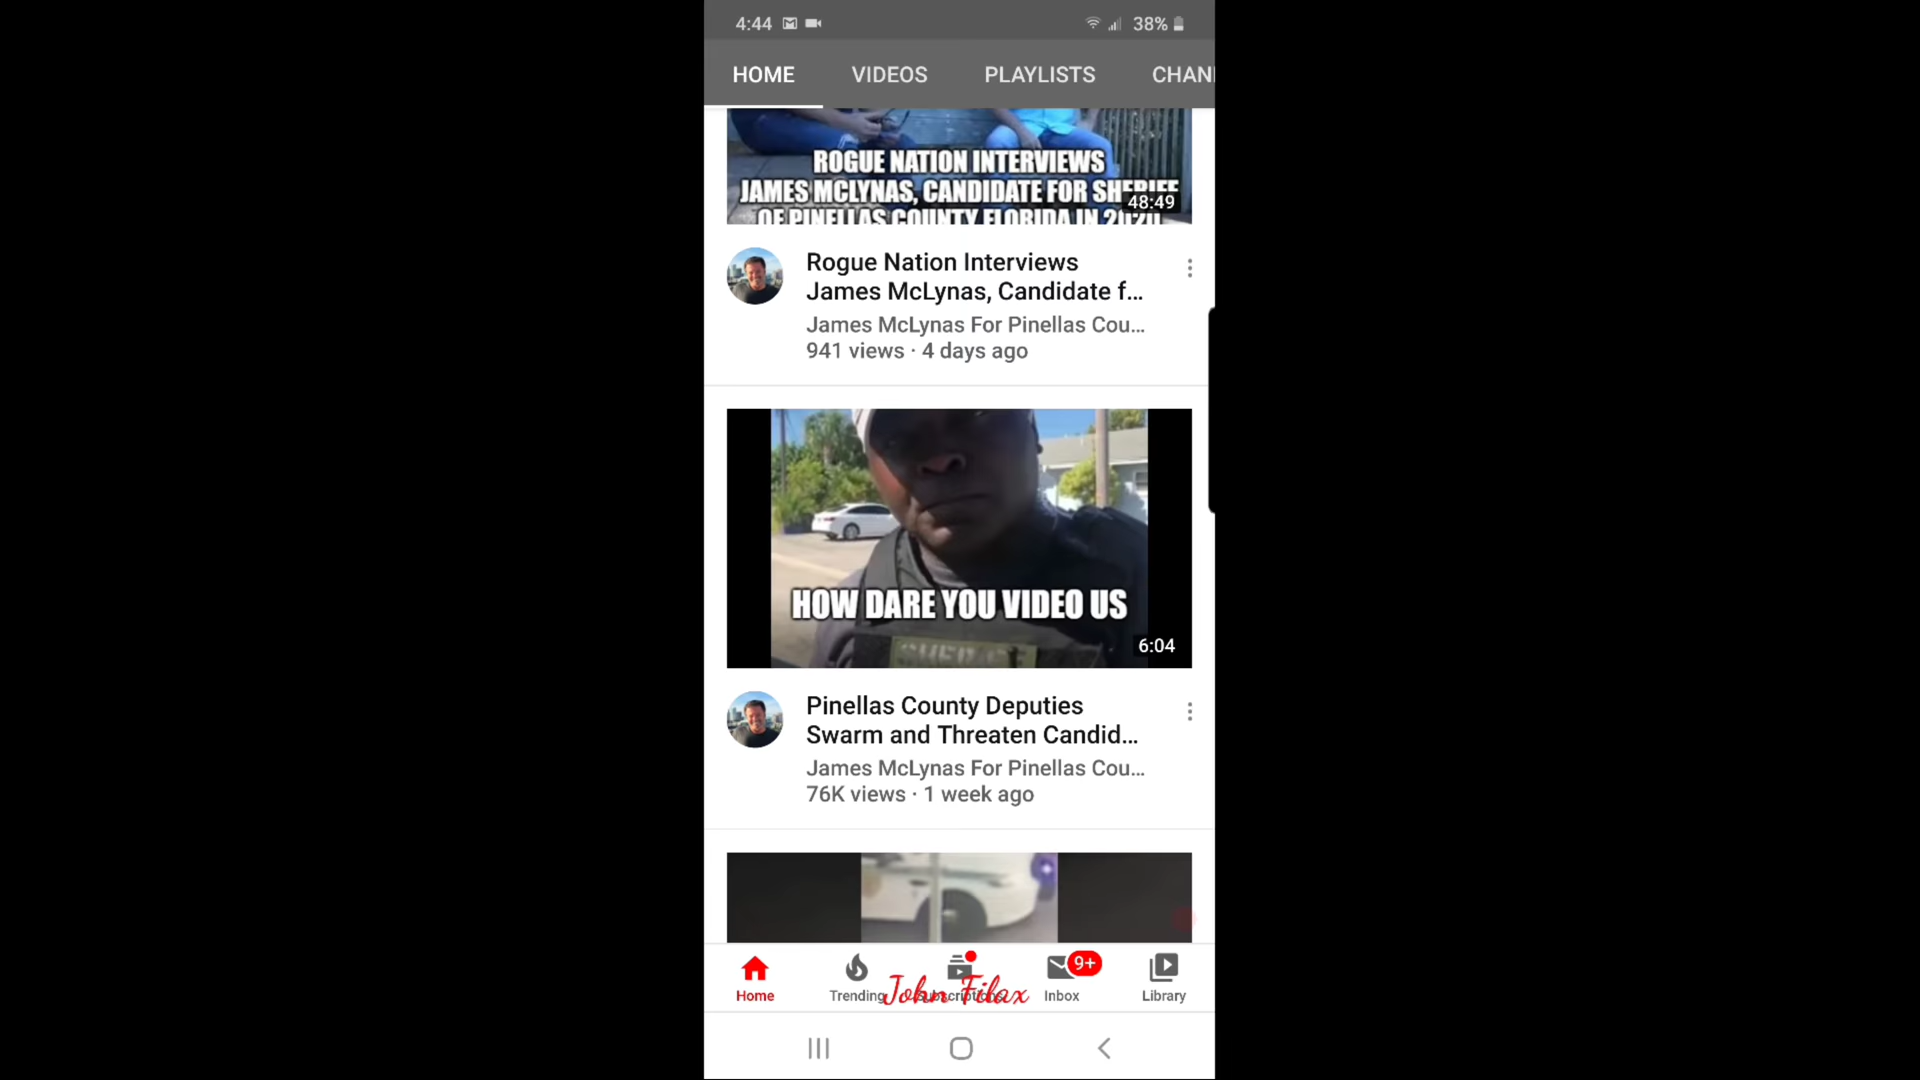 4:44
38%
HOME VIDEOS PLAYLISTS CHAN
ROGUE NATION INTERVIEWS
JAMES MCLYNAS, CANDIDATE FOR SHERIFF
OF PINELLAS COUNTY FLORIDA IN 2020
48:49
Rogue Nation Interviews
James McLynas, Candidate f...
James McLynas For Pinellas Cou...
941 views · 4 days ago
HOW DARE YOU VIDEO US
SHERIFF
6:04
Pinellas County Deputies
Swarm and Threaten Candid...
James McLynas For Pinellas Cou...
76K views · 1 week ago
9+
Home Trending Subscriptions Inbox Library
John Filax